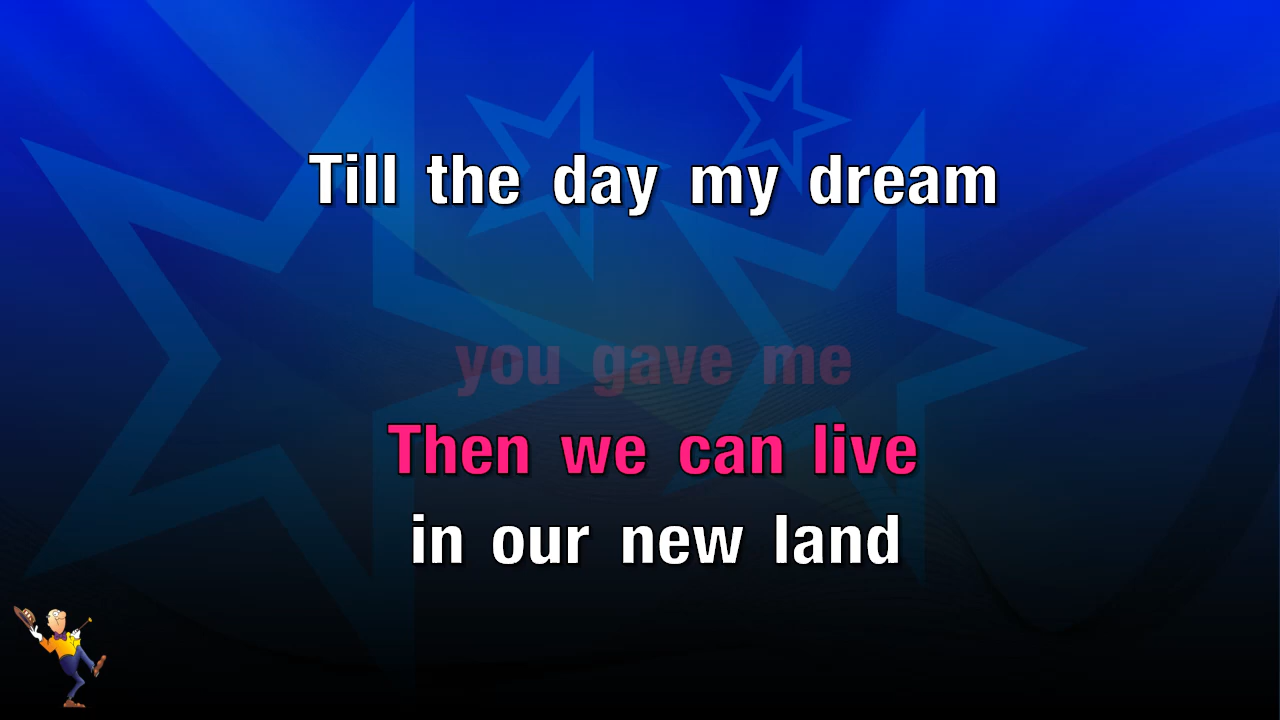 Till the day my dream
you gave me
Then we can live
in our new land